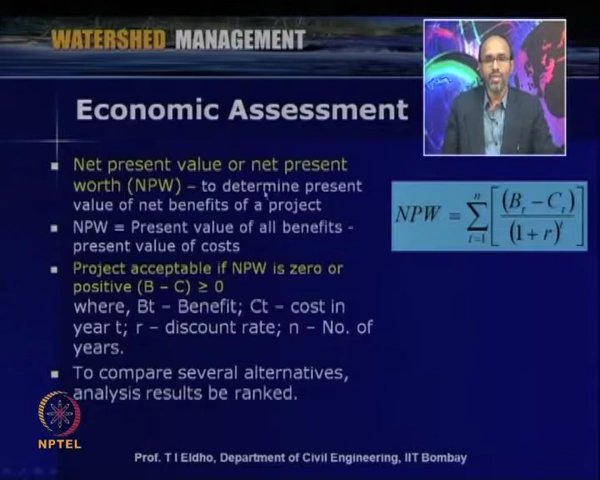 WATERSHED MANAGEMENT
Economic Assessment
Net present value or net present
worth (NPW) – to determine present
value of net benefits of a project
NPW = Present value of all benefits -
present value of costs
Project acceptable if NPW is zero or
positive (B – C) ≥ 0
where, Bt – Benefit; Ct – cost in
year t; r – discount rate; n – No. of
years.
To compare several alternatives,
analysis results be ranked.
NPW = ∑_{t=1}^{n} [ (B_t − C_t) / (1 + r)^t ]
NPTEL
Prof. T I Eldho, Department of Civil Engineering, IIT Bombay